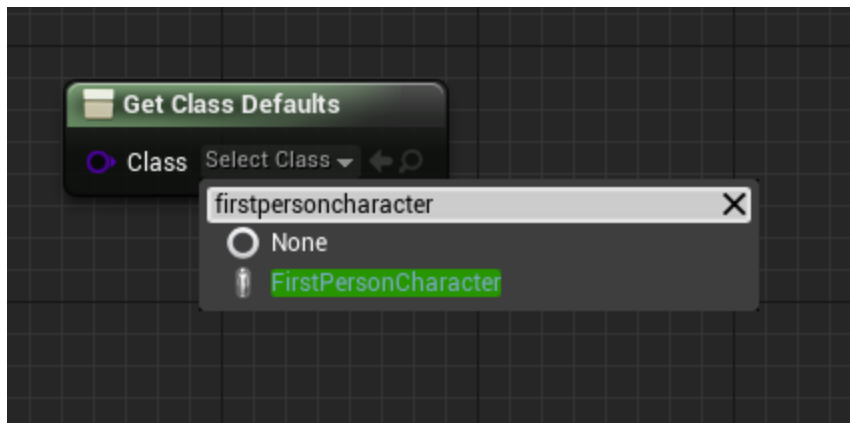 Get Class Defaults
Class Select Class
firstpersoncharacter
None
FirstPersonCharacter